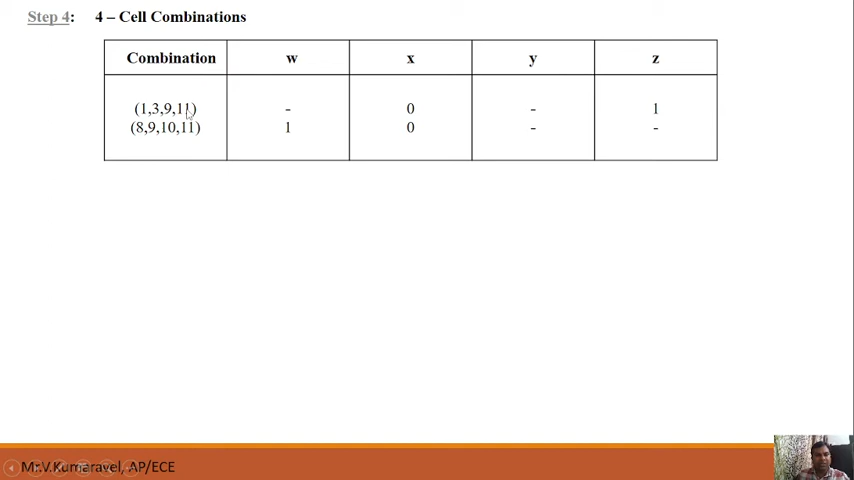 Step 4: 4 – Cell Combinations
Combination w x y z
(1,3,9,11) - 0 - 1
(8,9,10,11) 1 0 - -
Mr.V.Kumaravel, AP/ECE